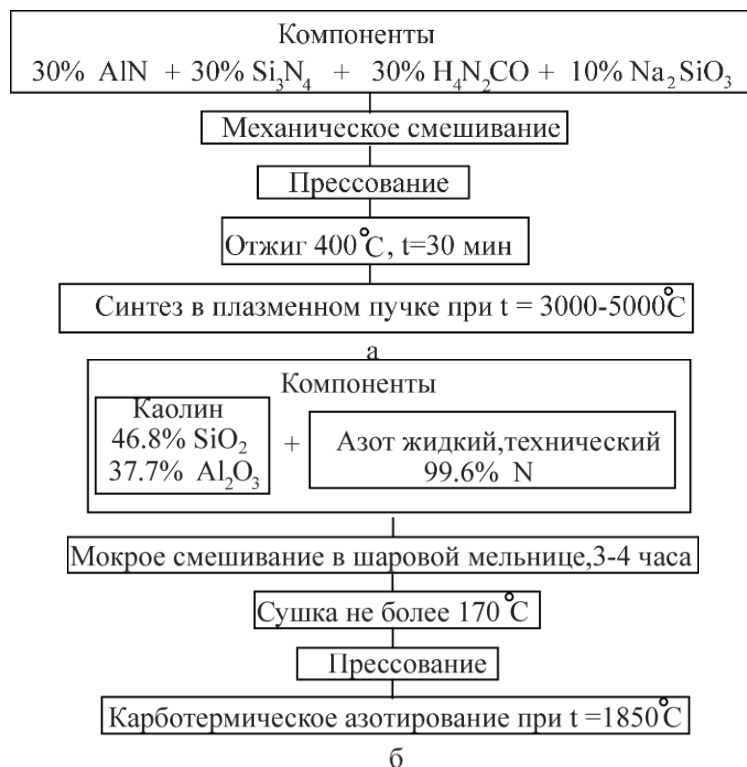 Компоненты
30% AlN + 30% Si₃N₄ + 30% H₄N₂CO + 10% Na₂SiO₃
Механическое смешивание
Прессование
Отжиг 400°C, t=30 мин
Синтез в плазменном пучке при t = 3000-5000°C
а
Компоненты
Каолин
46.8% SiO₂
37.7% Al₂O₃
+
Азот жидкий,технический
99.6% N
Мокрое смешивание в шаровой мельнице,3-4 часа
Сушка не более 170°C
Прессование
Карботермическое азотирование при t =1850°C
б